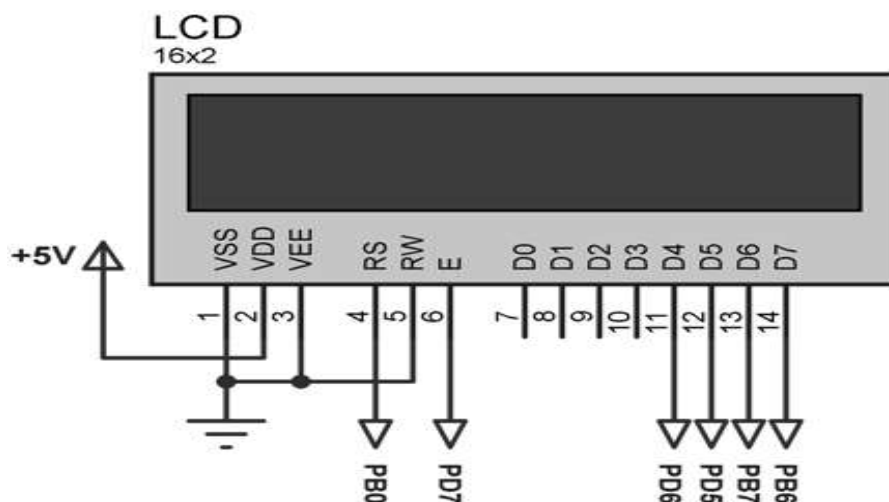 LCD
16x2
+5V
VSS
VDD
VEE
RS
RW
E
D0
D1
D2
D3
D4
D5
D6
D7
1
2
3
4
5
6
7
8
9
10
11
12
13
14
PB0
PD7
PD6
PD5
PB7
PB6